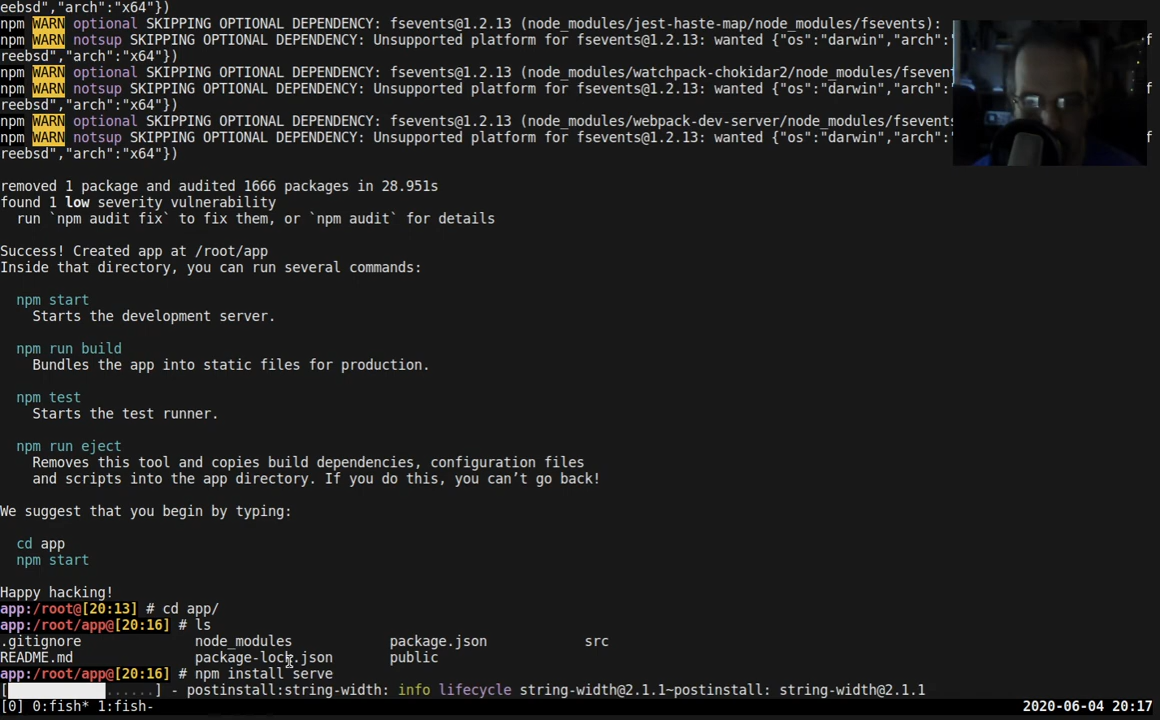 eebsd","arch":"x64"})
npm WARN optional SKIPPING OPTIONAL DEPENDENCY: fsevents@1.2.13 (node_modules/jest-haste-map/node_modules/fsevents):
npm WARN notsup SKIPPING OPTIONAL DEPENDENCY: Unsupported platform for fsevents@1.2.13: wanted {"os":"darwin","arch":" f
reebsd","arch":"x64"})
npm WARN optional SKIPPING OPTIONAL DEPENDENCY: fsevents@1.2.13 (node_modules/watchpack-chokidar2/node_modules/fsevent
npm WARN notsup SKIPPING OPTIONAL DEPENDENCY: Unsupported platform for fsevents@1.2.13: wanted {"os":"darwin","arch":" f
reebsd","arch":"x64"})
npm WARN optional SKIPPING OPTIONAL DEPENDENCY: fsevents@1.2.13 (node_modules/webpack-dev-server/node_modules/fsevents
npm WARN notsup SKIPPING OPTIONAL DEPENDENCY: Unsupported platform for fsevents@1.2.13: wanted {"os":"darwin","arch":" f
reebsd","arch":"x64"})
removed 1 package and audited 1666 packages in 28.951s
found 1 low severity vulnerability
run `npm audit fix` to fix them, or `npm audit` for details
Success! Created app at /root/app
Inside that directory, you can run several commands:
npm start
Starts the development server.
npm run build
Bundles the app into static files for production.
npm test
Starts the test runner.
npm run eject
Removes this tool and copies build dependencies, configuration files
and scripts into the app directory. If you do this, you can’t go back!
We suggest that you begin by typing:
cd app
npm start
Happy hacking!
app:/root@[20:13] # cd app/
app:/root/app@[20:16] # ls
.gitignore node_modules package.json src
README.md package-lock.json public
app:/root/app@[20:16] # npm install serve
[ ......] - postinstall:string-width: info lifecycle string-width@2.1.1~postinstall: string-width@2.1.1
[0] 0:fish* 1:fish- 2020-06-04 20:17